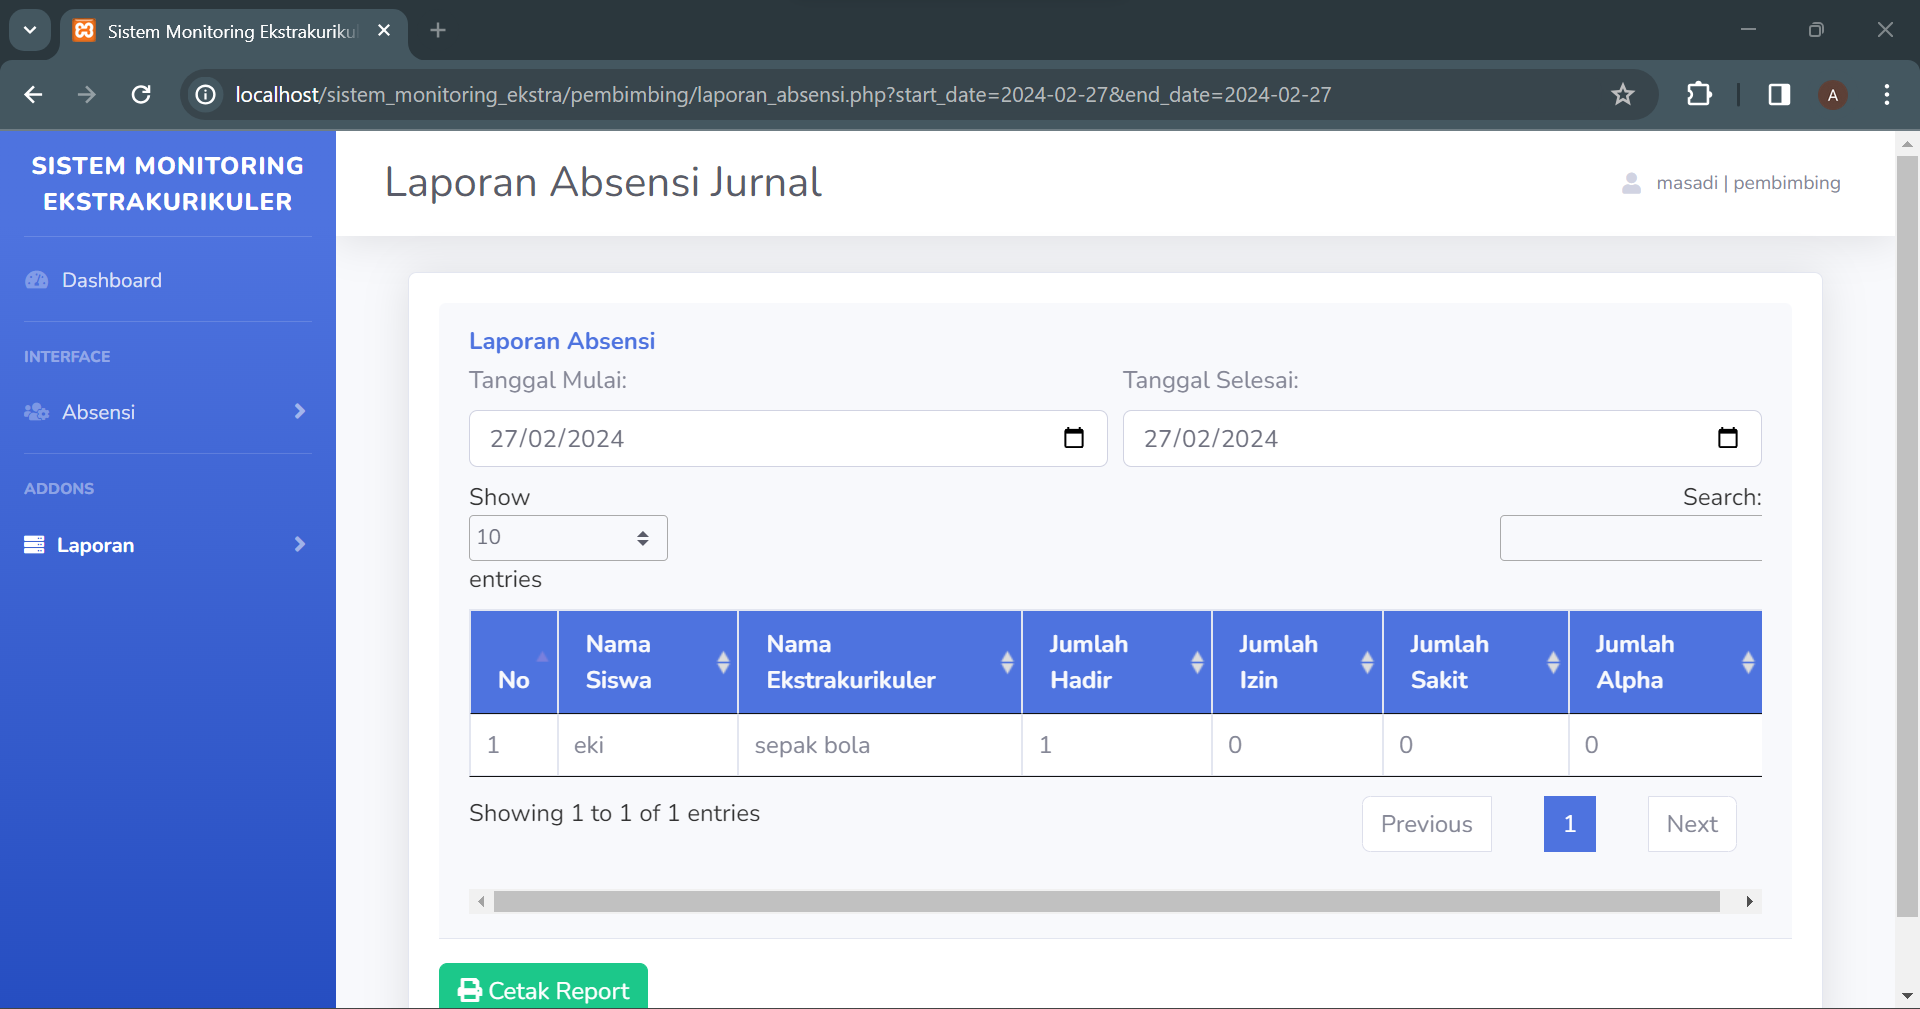 Sistem Monitoring Ekstrakuriku
localhost/sistem_monitoring_ekstra/pembimbing/laporan_absensi.php?start_date=2024-02-27&end_date=2024-02-27
A
SISTEM MONITORING
EKSTRAKURIKULER
Dashboard
INTERFACE
Absensi
ADDONS
Laporan
Laporan Absensi Jurnal
masadi | pembimbing
Laporan Absensi
Tanggal Mulai:
Tanggal Selesai:
27/02/2024
27/02/2024
Show
10
entries
Search:
No
Nama
Siswa
Nama
Ekstrakurikuler
Jumlah
Hadir
Jumlah
Izin
Jumlah
Sakit
Jumlah
Alpha
1 eki sepak bola 1 0 0 0
Showing 1 to 1 of 1 entries
Previous 1 Next
Cetak Report